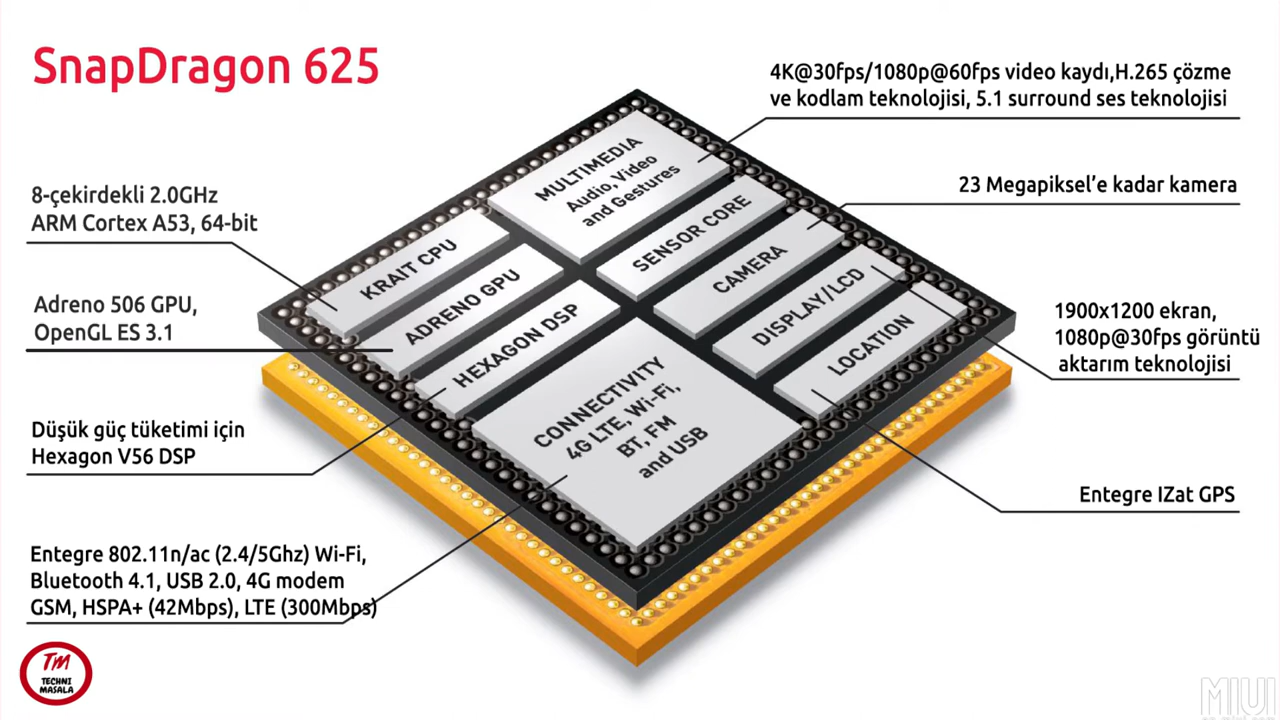 SnapDragon 625
4K@30fps/1080p@60fps video kaydı,H.265 çözme
ve kodlam teknolojisi, 5.1 surround ses teknolojisi
8-çekirdekli 2.0GHz
ARM Cortex A53, 64-bit
23 Megapiksel'e kadar kamera
Adreno 506 GPU,
OpenGL ES 3.1
1900x1200 ekran,
1080p@30fps görüntü
aktarım teknolojisi
Düşük güç tüketimi için
Hexagon V56 DSP
Entegre IZat GPS
Entegre 802.11n/ac (2.4/5Ghz) Wi-Fi,
Bluetooth 4.1, USB 2.0, 4G modem
GSM, HSPA+ (42Mbps), LTE (300Mbps)
MULTIMEDIA
Audio, Video
and Gestures
KRAIT CPU
SENSOR CORE
ADRENO GPU
CAMERA
HEXAGON DSP
DISPLAY/LCD
LOCATION
CONNECTIVITY
4G LTE, Wi-Fi,
BT, FM
and USB
TM
TECHNI
MASALA
MIUI